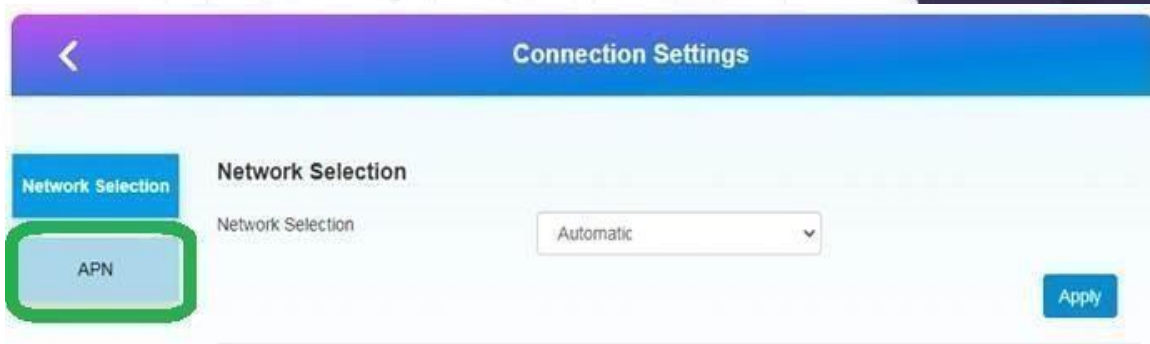 Connection Settings
Network Selection
Network Selection
Network Selection
Automatic
APN
Apply